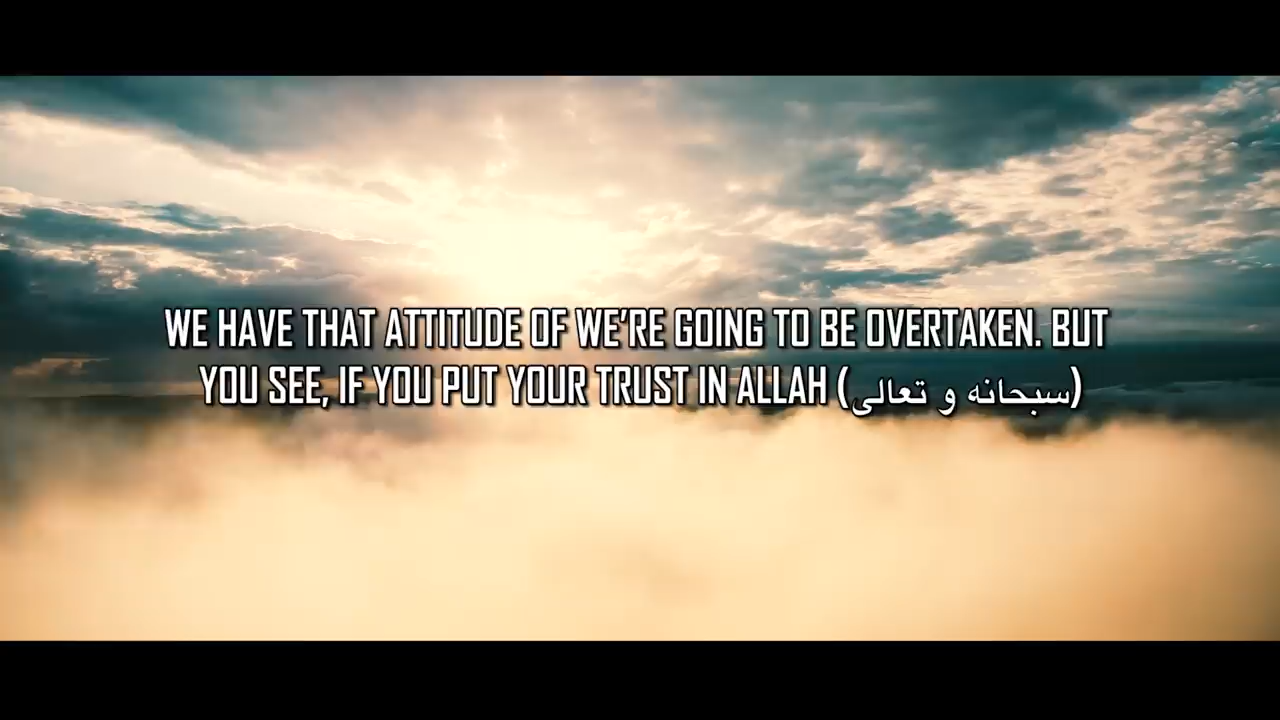 WE HAVE THAT ATTITUDE OF WE'RE GOING TO BE OVERTAKEN. BUT
YOU SEE, IF YOU PUT YOUR TRUST IN ALLAH (سبحانه و تعالى)